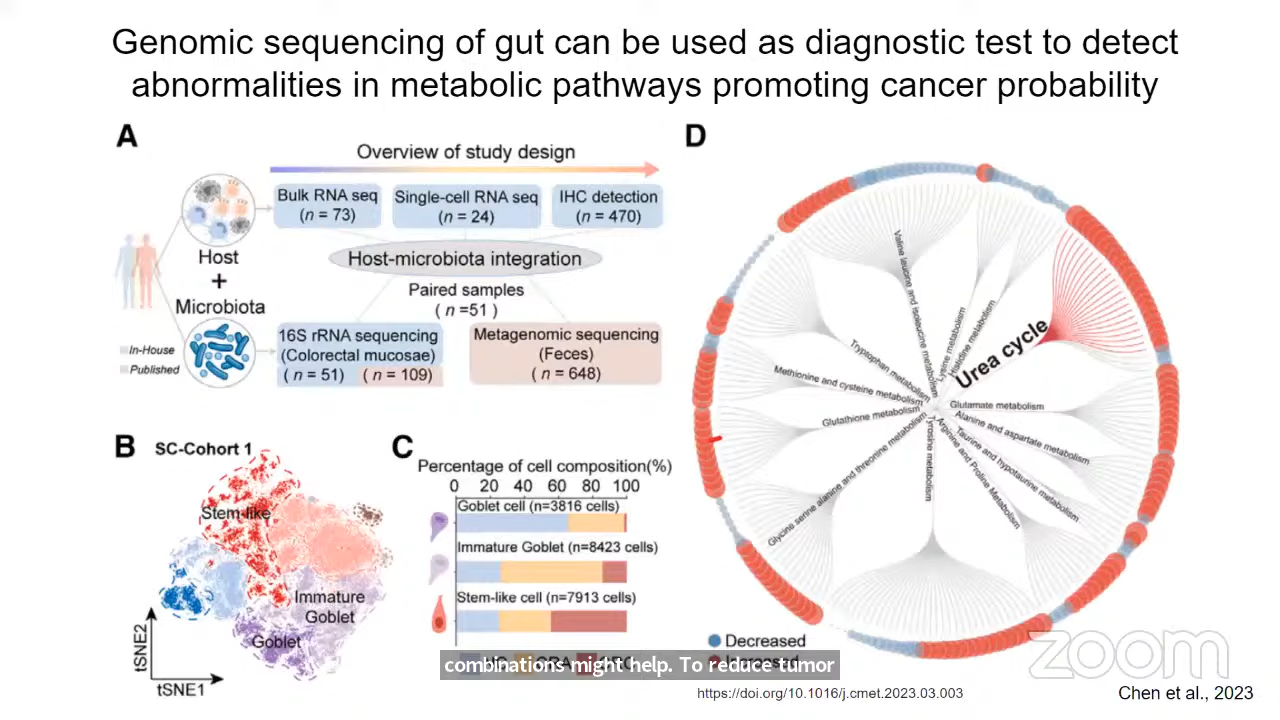 Genomic sequencing of gut can be used as diagnostic test to detect
abnormalities in metabolic pathways promoting cancer probability
A
Overview of study design
Bulk RNA seq
(n = 73)
Single-cell RNA seq
(n = 24)
IHC detection
(n = 470)
Host
+
Microbiota
Host-microbiota integration
Paired samples
( n =51)
In-House
Published
16S rRNA sequencing
(Colorectal mucosae)
( n = 51) ( n = 109)
Metagenomic sequencing
(Feces)
( n = 648)
B
SC-Cohort 1
Stem-like
Immature
Goblet
Goblet
tSNE2
tSNE1
C
Percentage of cell composition(%)
0 20 40 60 80 100
Goblet cell (n=3816 cells)
Immature Goblet (n=8423 cells)
Stem-like cell (n=7913 cells)
D
Valine leucine and isoleucine metabolism
Lysine metabolism
Histidine metabolism
Urea cycle
Tryptophan metabolism
Methionine and cysteine metabolism
Glutathione metabolism
Glycine serine alanine and threonine metabolism
Tyrosine metabolism
Glutamate metabolism
Alanine and aspartate metabolism
Taurine and hypotaurine metabolism
Arginine and Proline Metabolism
Decreased
combinations might help. To reduce tumor
zoom
https://doi.org/10.1016/j.cmet.2023.03.003
Chen et al., 2023